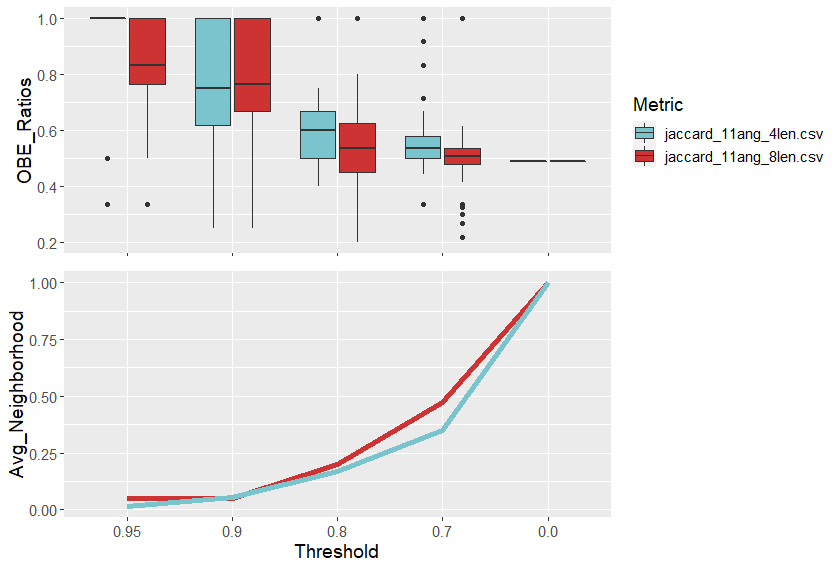 OBE_Ratios
1.0
0.8
0.6
0.4
0.2
Metric
jaccard_11ang_4len.csv
jaccard_11ang_8len.csv
Avg_Neighborhood
1.00
0.75
0.50
0.25
0.00
0.95 0.9 0.8 0.7 0.0
Threshold